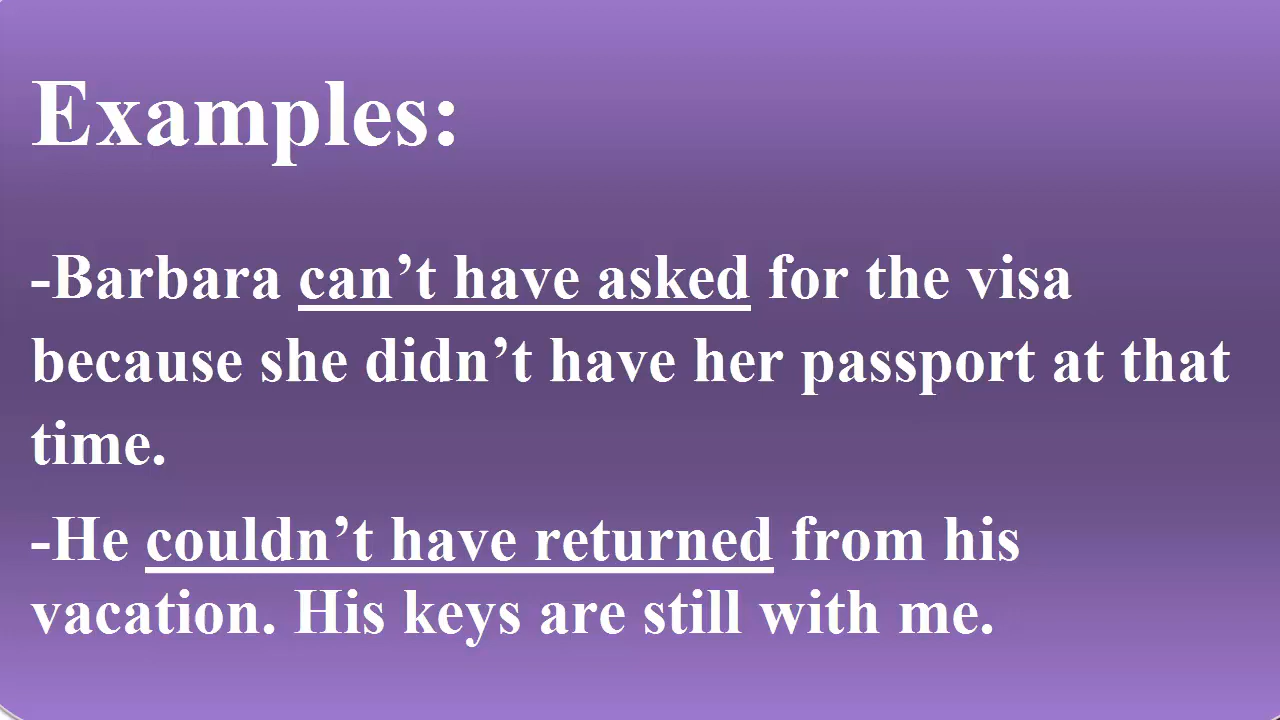 Examples:
-Barbara can’t have asked for the visa
because she didn’t have her passport at that
time.
-He couldn’t have returned from his
vacation. His keys are still with me.